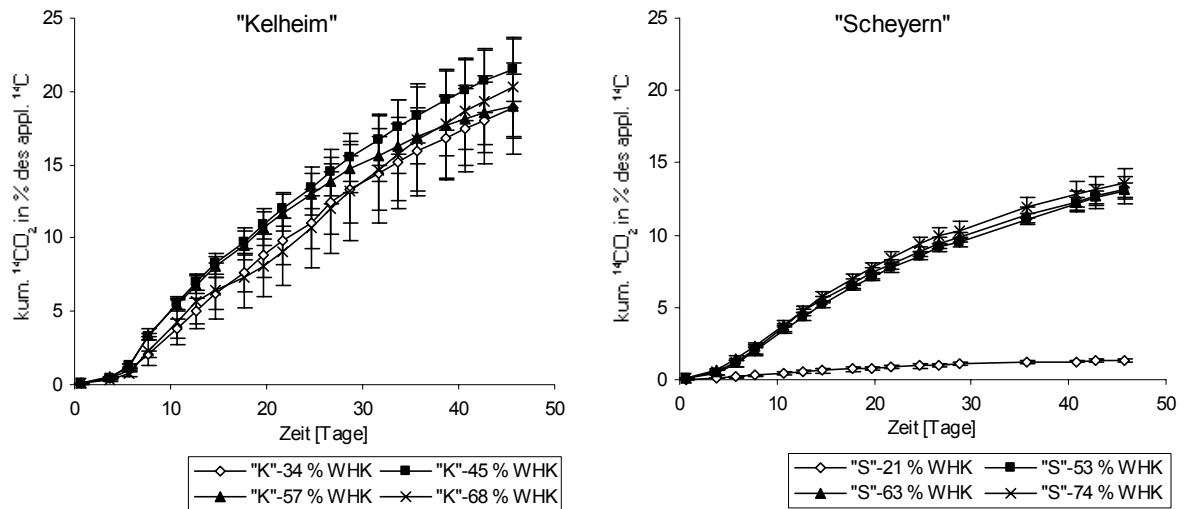 "Kelheim"
kum. ¹⁴CO₂ in % des appl. ¹⁴C
25
20
15
10
5
0
0 10 20 30 40 50
Zeit [Tage]
"K"-34 % WHK "K"-45 % WHK
"K"-57 % WHK "K"-68 % WHK
"Scheyern"
kum. ¹⁴CO₂ in % des appl. ¹⁴C
25
20
15
10
5
0
0 10 20 30 40 50
Zeit [Tage]
"S"-21 % WHK "S"-53 % WHK
"S"-63 % WHK "S"-74 % WHK